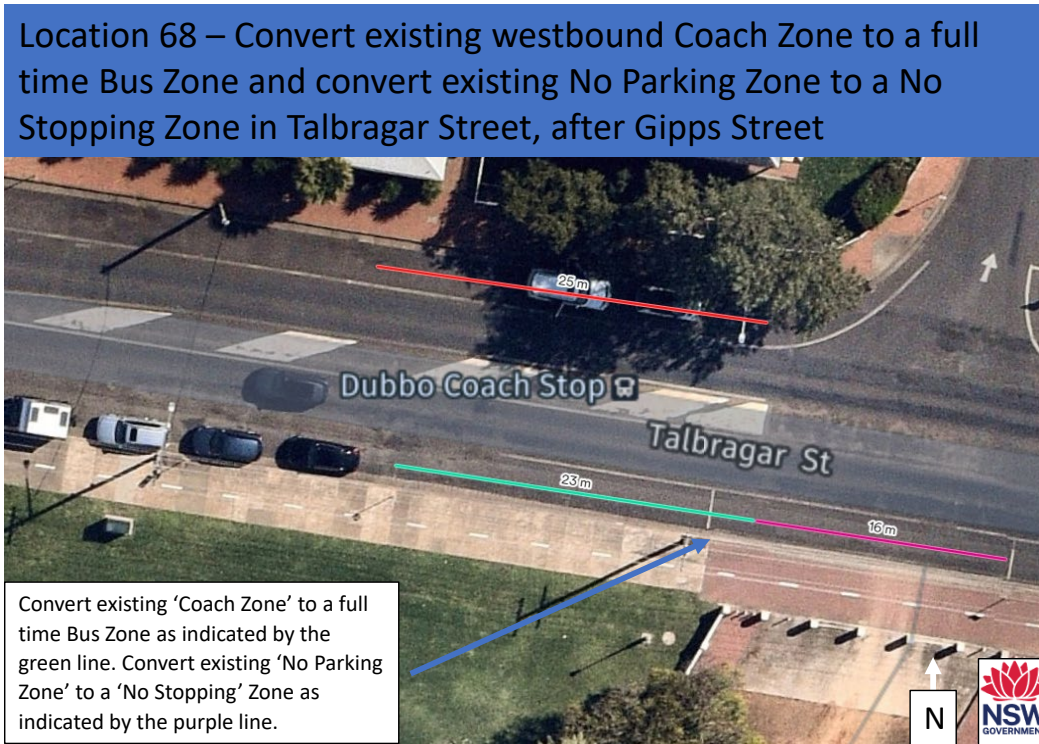 Location 68 – Convert existing westbound Coach Zone to a full
time Bus Zone and convert existing No Parking Zone to a No
Stopping Zone in Talbragar Street, after Gipps Street
25 m
Dubbo Coach Stop
Talbragar St
23 m
16 m
Convert existing ‘Coach Zone’ to a full
time Bus Zone as indicated by the
green line. Convert existing ‘No Parking
Zone’ to a ‘No Stopping’ Zone as
indicated by the purple line.
N
NSW
GOVERNMENT